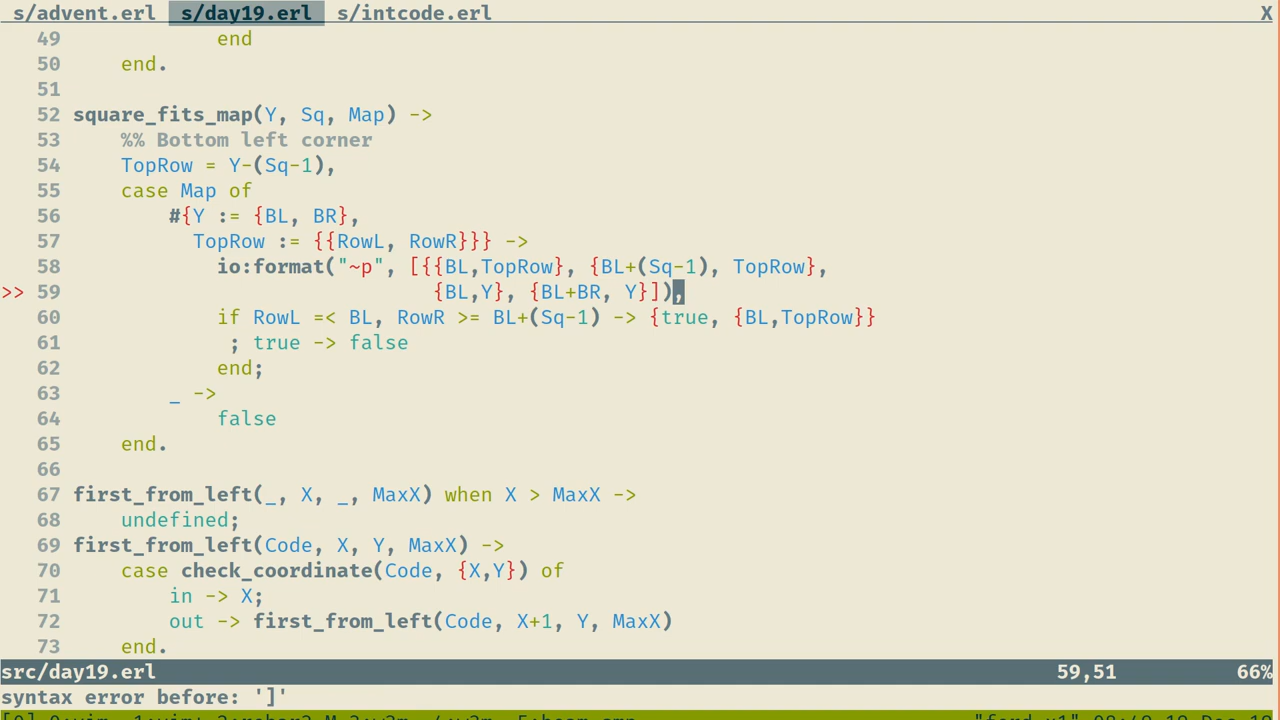 s/advent.erl  s/day19.erl  s/intcode.erl X
49             end
50     end.
51
52 square_fits_map(Y, Sq, Map) ->
53     %% Bottom left corner
54     TopRow = Y-(Sq-1),
55     case Map of
56         #{Y := {BL, BR},
57           TopRow := {{RowL, RowR}}} ->
58             io:format("~p", [{{BL,TopRow}, {BL+(Sq-1), TopRow},
>> 59                               {BL,Y}, {BL+BR, Y}]),
60             if RowL =< BL, RowR >= BL+(Sq-1) -> {true, {BL,TopRow}}
61              ; true -> false
62             end;
63         _ ->
64             false
65     end.
66
67 first_from_left(_, X, _, MaxX) when X > MaxX ->
68     undefined;
69 first_from_left(Code, X, Y, MaxX) ->
70     case check_coordinate(Code, {X,Y}) of
71         in -> X;
72         out -> first_from_left(Code, X+1, Y, MaxX)
73     end.
src/day19.erl 59,51 66%
syntax error before: ']'